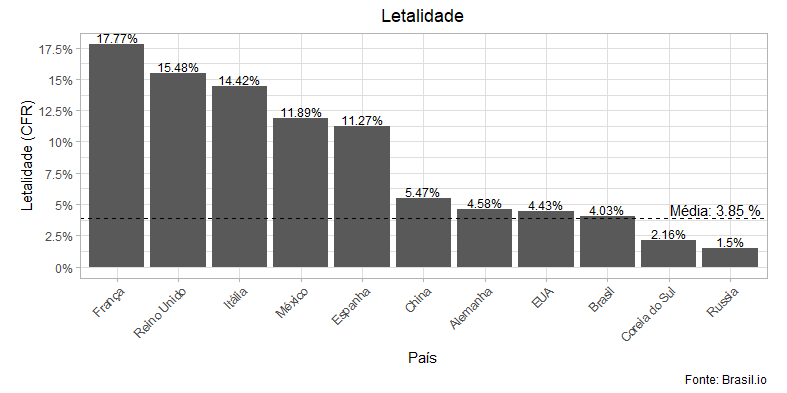 Letalidade
Letalidade (CFR)
17.5%
15%
12.5%
10%
7.5%
5%
2.5%
0%
17.77%
15.48%
14.42%
11.89%
11.27%
5.47%
4.58%
4.43%
4.03%
2.16%
1.5%
Média: 3.85 %
França
Reino Unido
Itália
México
Espanha
China
Alemanha
EUA
Brasil
Coreia do Sul
Russia
País
Fonte: Brasil.io